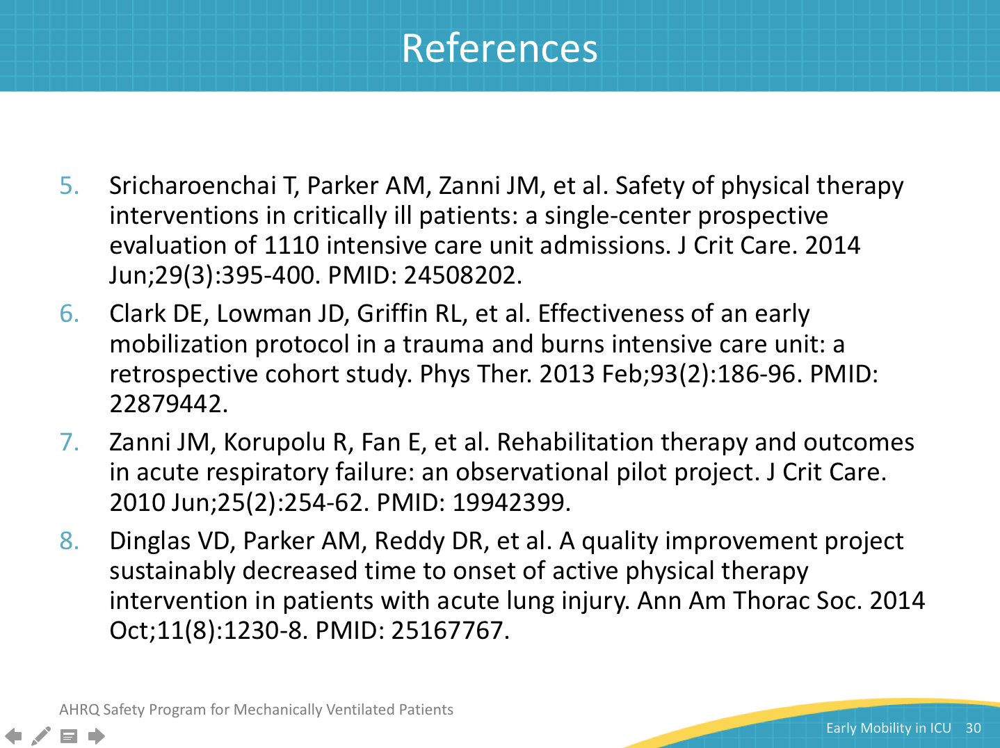 References
5. Sricharoenchai T, Parker AM, Zanni JM, et al. Safety of physical therapy
interventions in critically ill patients: a single-center prospective
evaluation of 1110 intensive care unit admissions. J Crit Care. 2014
Jun;29(3):395-400. PMID: 24508202.
6. Clark DE, Lowman JD, Griffin RL, et al. Effectiveness of an early
mobilization protocol in a trauma and burns intensive care unit: a
retrospective cohort study. Phys Ther. 2013 Feb;93(2):186-96. PMID:
22879442.
7. Zanni JM, Korupolu R, Fan E, et al. Rehabilitation therapy and outcomes
in acute respiratory failure: an observational pilot project. J Crit Care.
2010 Jun;25(2):254-62. PMID: 19942399.
8. Dinglas VD, Parker AM, Reddy DR, et al. A quality improvement project
sustainably decreased time to onset of active physical therapy
intervention in patients with acute lung injury. Ann Am Thorac Soc. 2014
Oct;11(8):1230-8. PMID: 25167767.
AHRQ Safety Program for Mechanically Ventilated Patients
Early Mobility in ICU 30